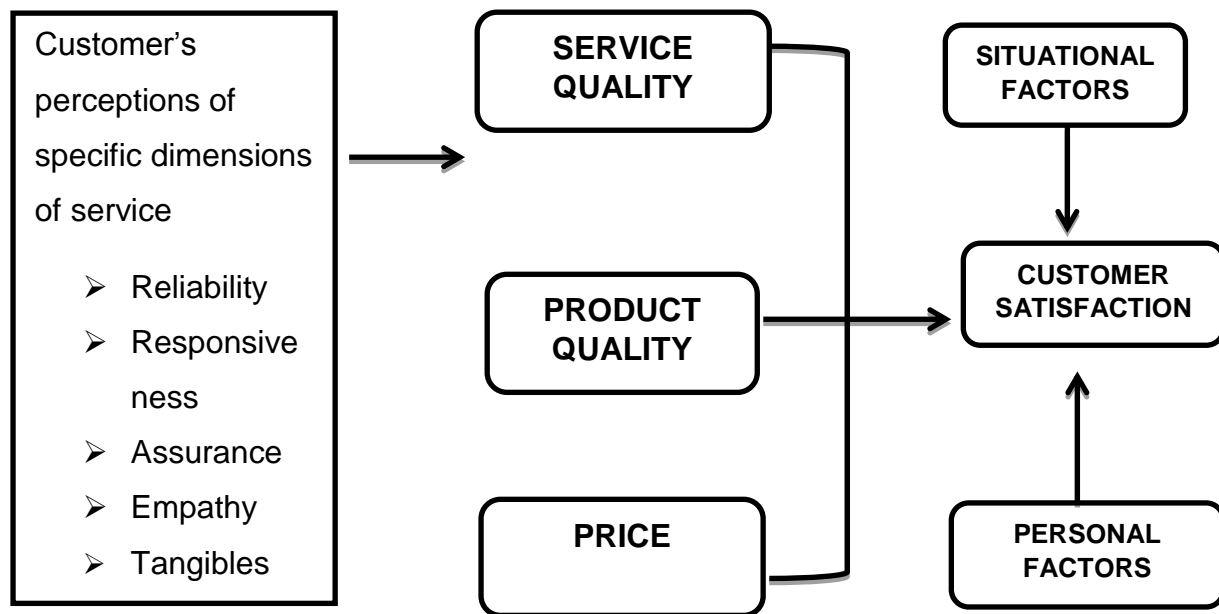 Customer’s
perceptions of
specific dimensions
of service
➢ Reliability
➢ Responsive
ness
➢ Assurance
➢ Empathy
➢ Tangibles
SERVICE
QUALITY
PRODUCT
QUALITY
PRICE
SITUATIONAL
FACTORS
CUSTOMER
SATISFACTION
PERSONAL
FACTORS